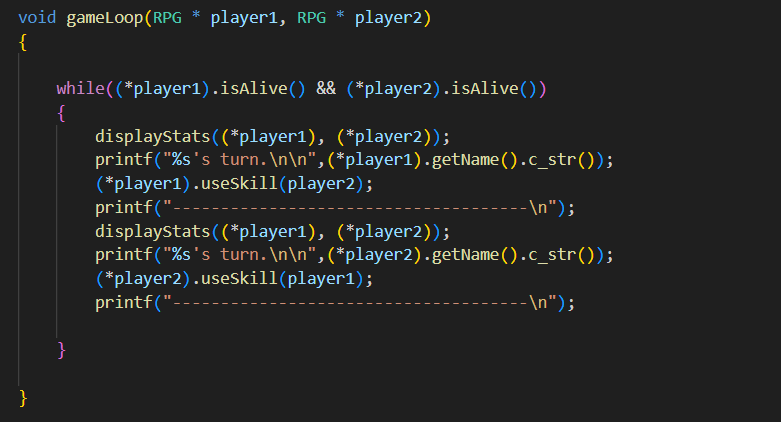 void gameLoop(RPG * player1, RPG * player2)
{
while((*player1).isAlive() && (*player2).isAlive())
{
displayStats((*player1), (*player2));
printf("%s's turn.\n\n",(*player1).getName().c_str());
(*player1).useSkill(player2);
printf("-------------------------------------\n");
displayStats((*player1), (*player2));
printf("%s's turn.\n\n",(*player2).getName().c_str());
(*player2).useSkill(player1);
printf("-------------------------------------\n");
}
}